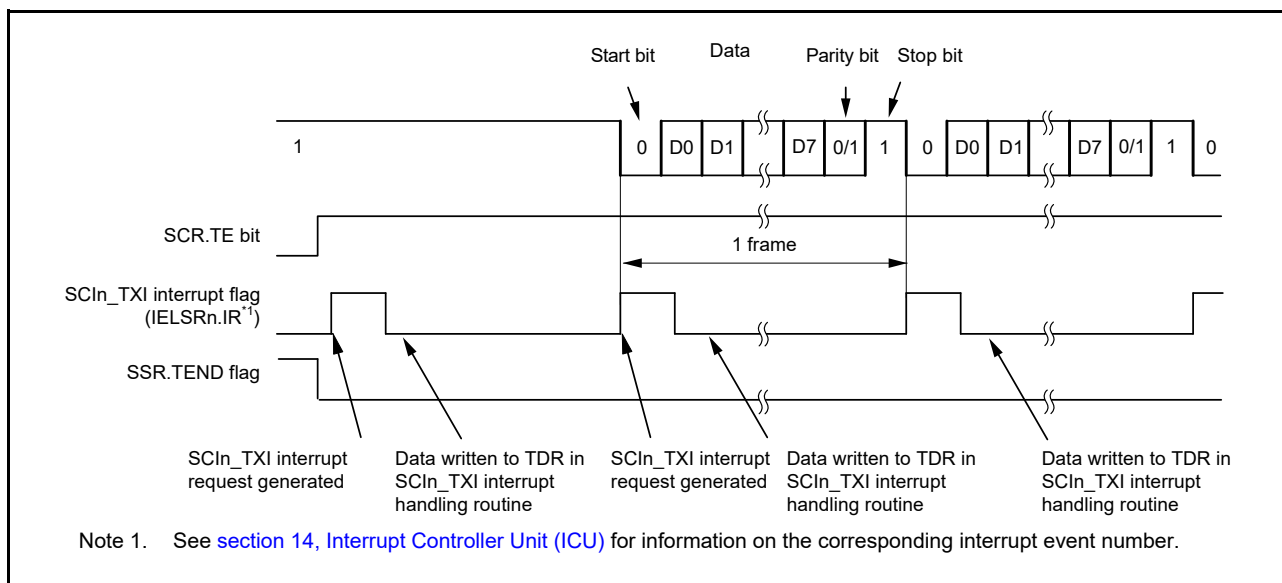 Start bit
Data
Parity bit
Stop bit
1
0 D0 D1 D7 0/1 1 0 D0 D1 D7 0/1 1 0
SCR.TE bit
1 frame
SCIn_TXI interrupt flag
(IELSRn.IR*1)
SSR.TEND flag
SCIn_TXI interrupt
request generated
Data written to TDR in
SCIn_TXI interrupt
handling routine
SCIn_TXI interrupt
request generated
Data written to TDR in
SCIn_TXI interrupt
handling routine
Data written to TDR in
SCIn_TXI interrupt
handling routine
Note 1. See section 14, Interrupt Controller Unit (ICU) for information on the corresponding interrupt event number.